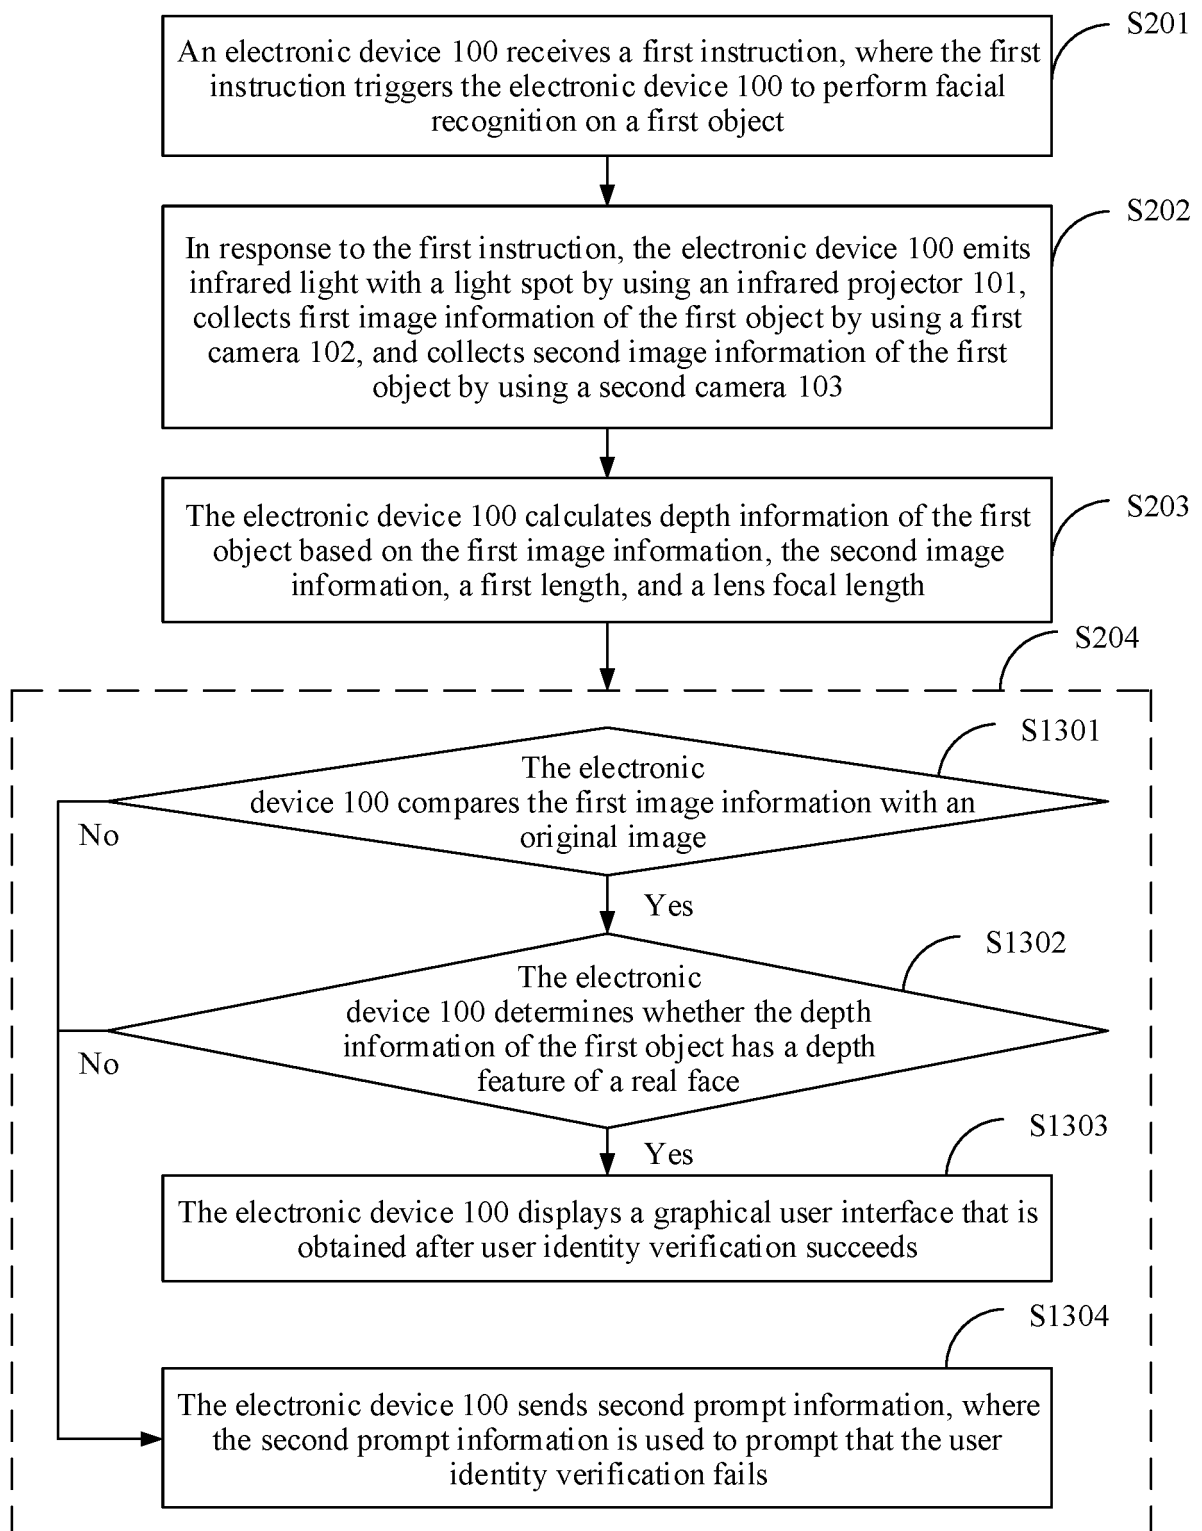 S201
An electronic device 100 receives a first instruction, where the first
instruction triggers the electronic device 100 to perform facial
recognition on a first object
S202
In response to the first instruction, the electronic device 100 emits
infrared light with a light spot by using an infrared projector 101,
collects first image information of the first object by using a first
camera 102, and collects second image information of the first
object by using a second camera 103
S203
The electronic device 100 calculates depth information of the first
object based on the first image information, the second image
information, a first length, and a lens focal length
S204
S1301
The electronic
device 100 compares the first image information with an
original image
No
Yes
S1302
The electronic
device 100 determines whether the depth
information of the first object has a depth
feature of a real face
No
Yes
S1303
The electronic device 100 displays a graphical user interface that is
obtained after user identity verification succeeds
S1304
The electronic device 100 sends second prompt information, where
the second prompt information is used to prompt that the user
identity verification fails